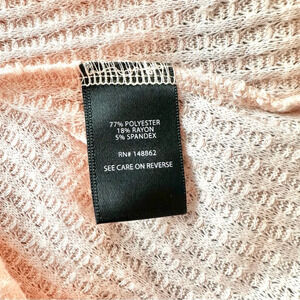 77% POLYESTER
18% RAYON
5% SPANDEX
RN# 148862
SEE CARE ON REVERSE